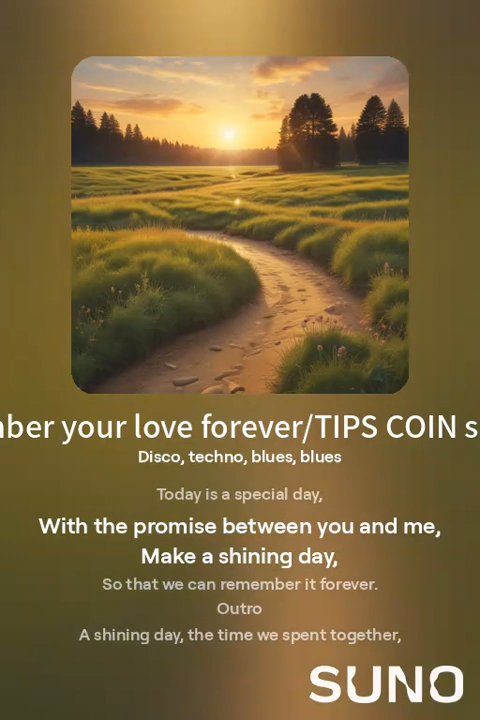 ber your love forever/TIPS COIN s
Disco, techno, blues, blues
Today is a special day,
With the promise between you and me,
Make a shining day,
So that we can remember it forever.
Outro
A shining day, the time we spent together,
SUNO